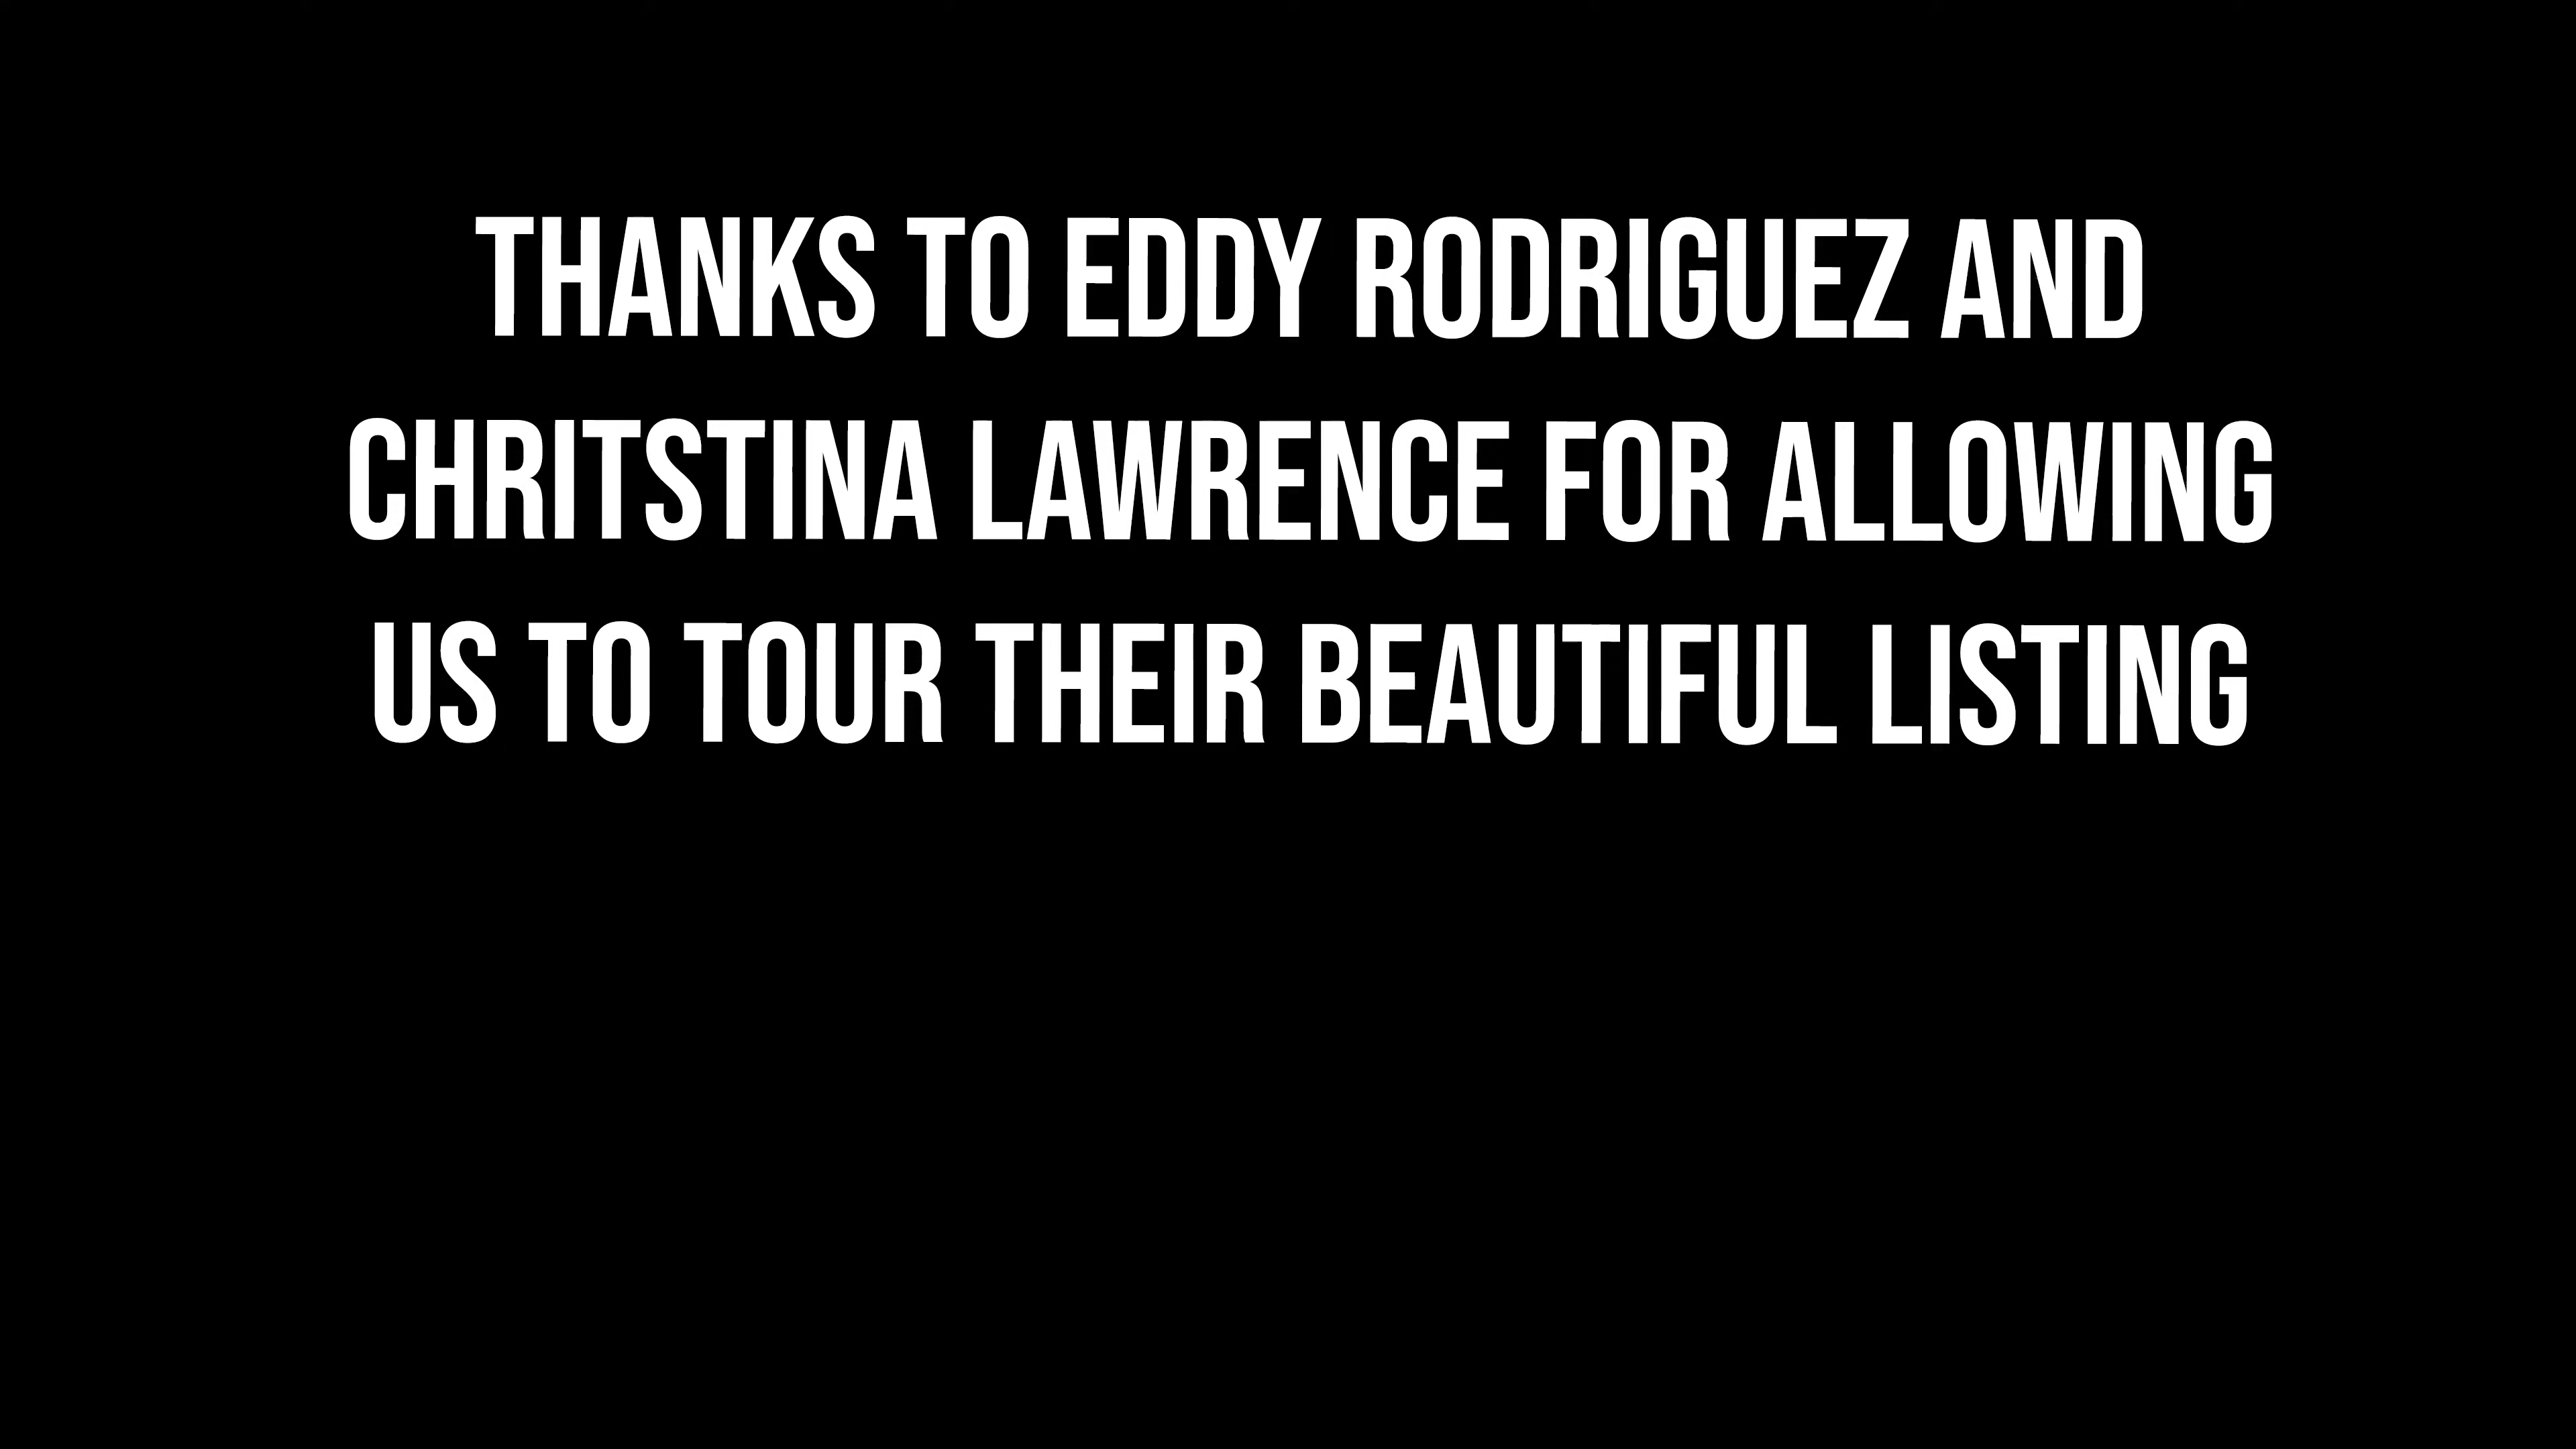 THANKS TO EDDY RODRIGUEZ AND
CHRITSTINA LAWRENCE FOR ALLOWING
US TO TOUR THEIR BEAUTIFUL LISTING